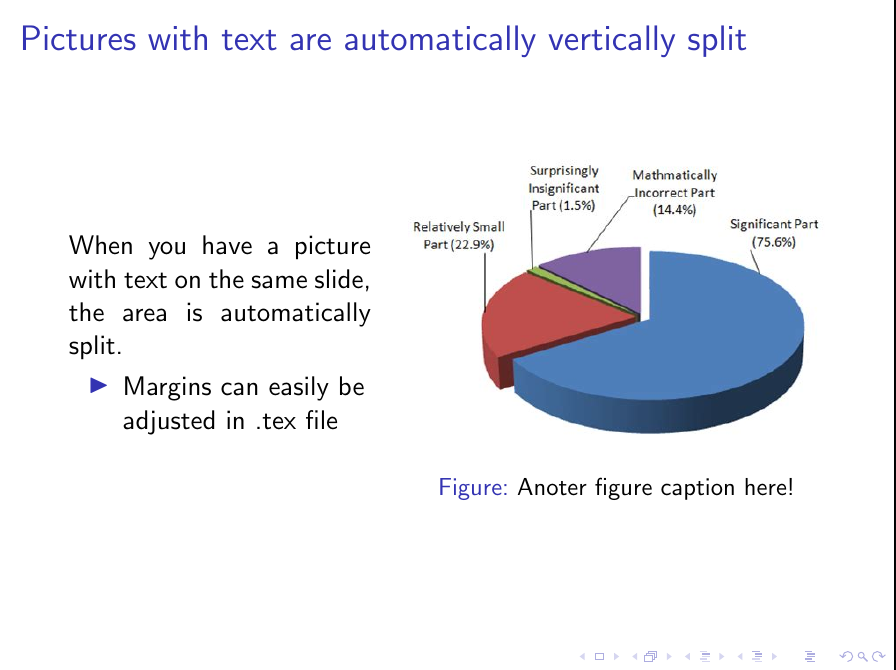 Pictures with text are automatically vertically split
When you have a picture
with text on the same slide,
the area is automatically
split.
Margins can easily be
adjusted in .tex file
Surprisingly
Insignificant
Part (1.5%)
Mathmatically
Incorrect Part
(14.4%)
Relatively Small
Part (22.9%)
Significant Part
(75.6%)
Figure: Anoter figure caption here!